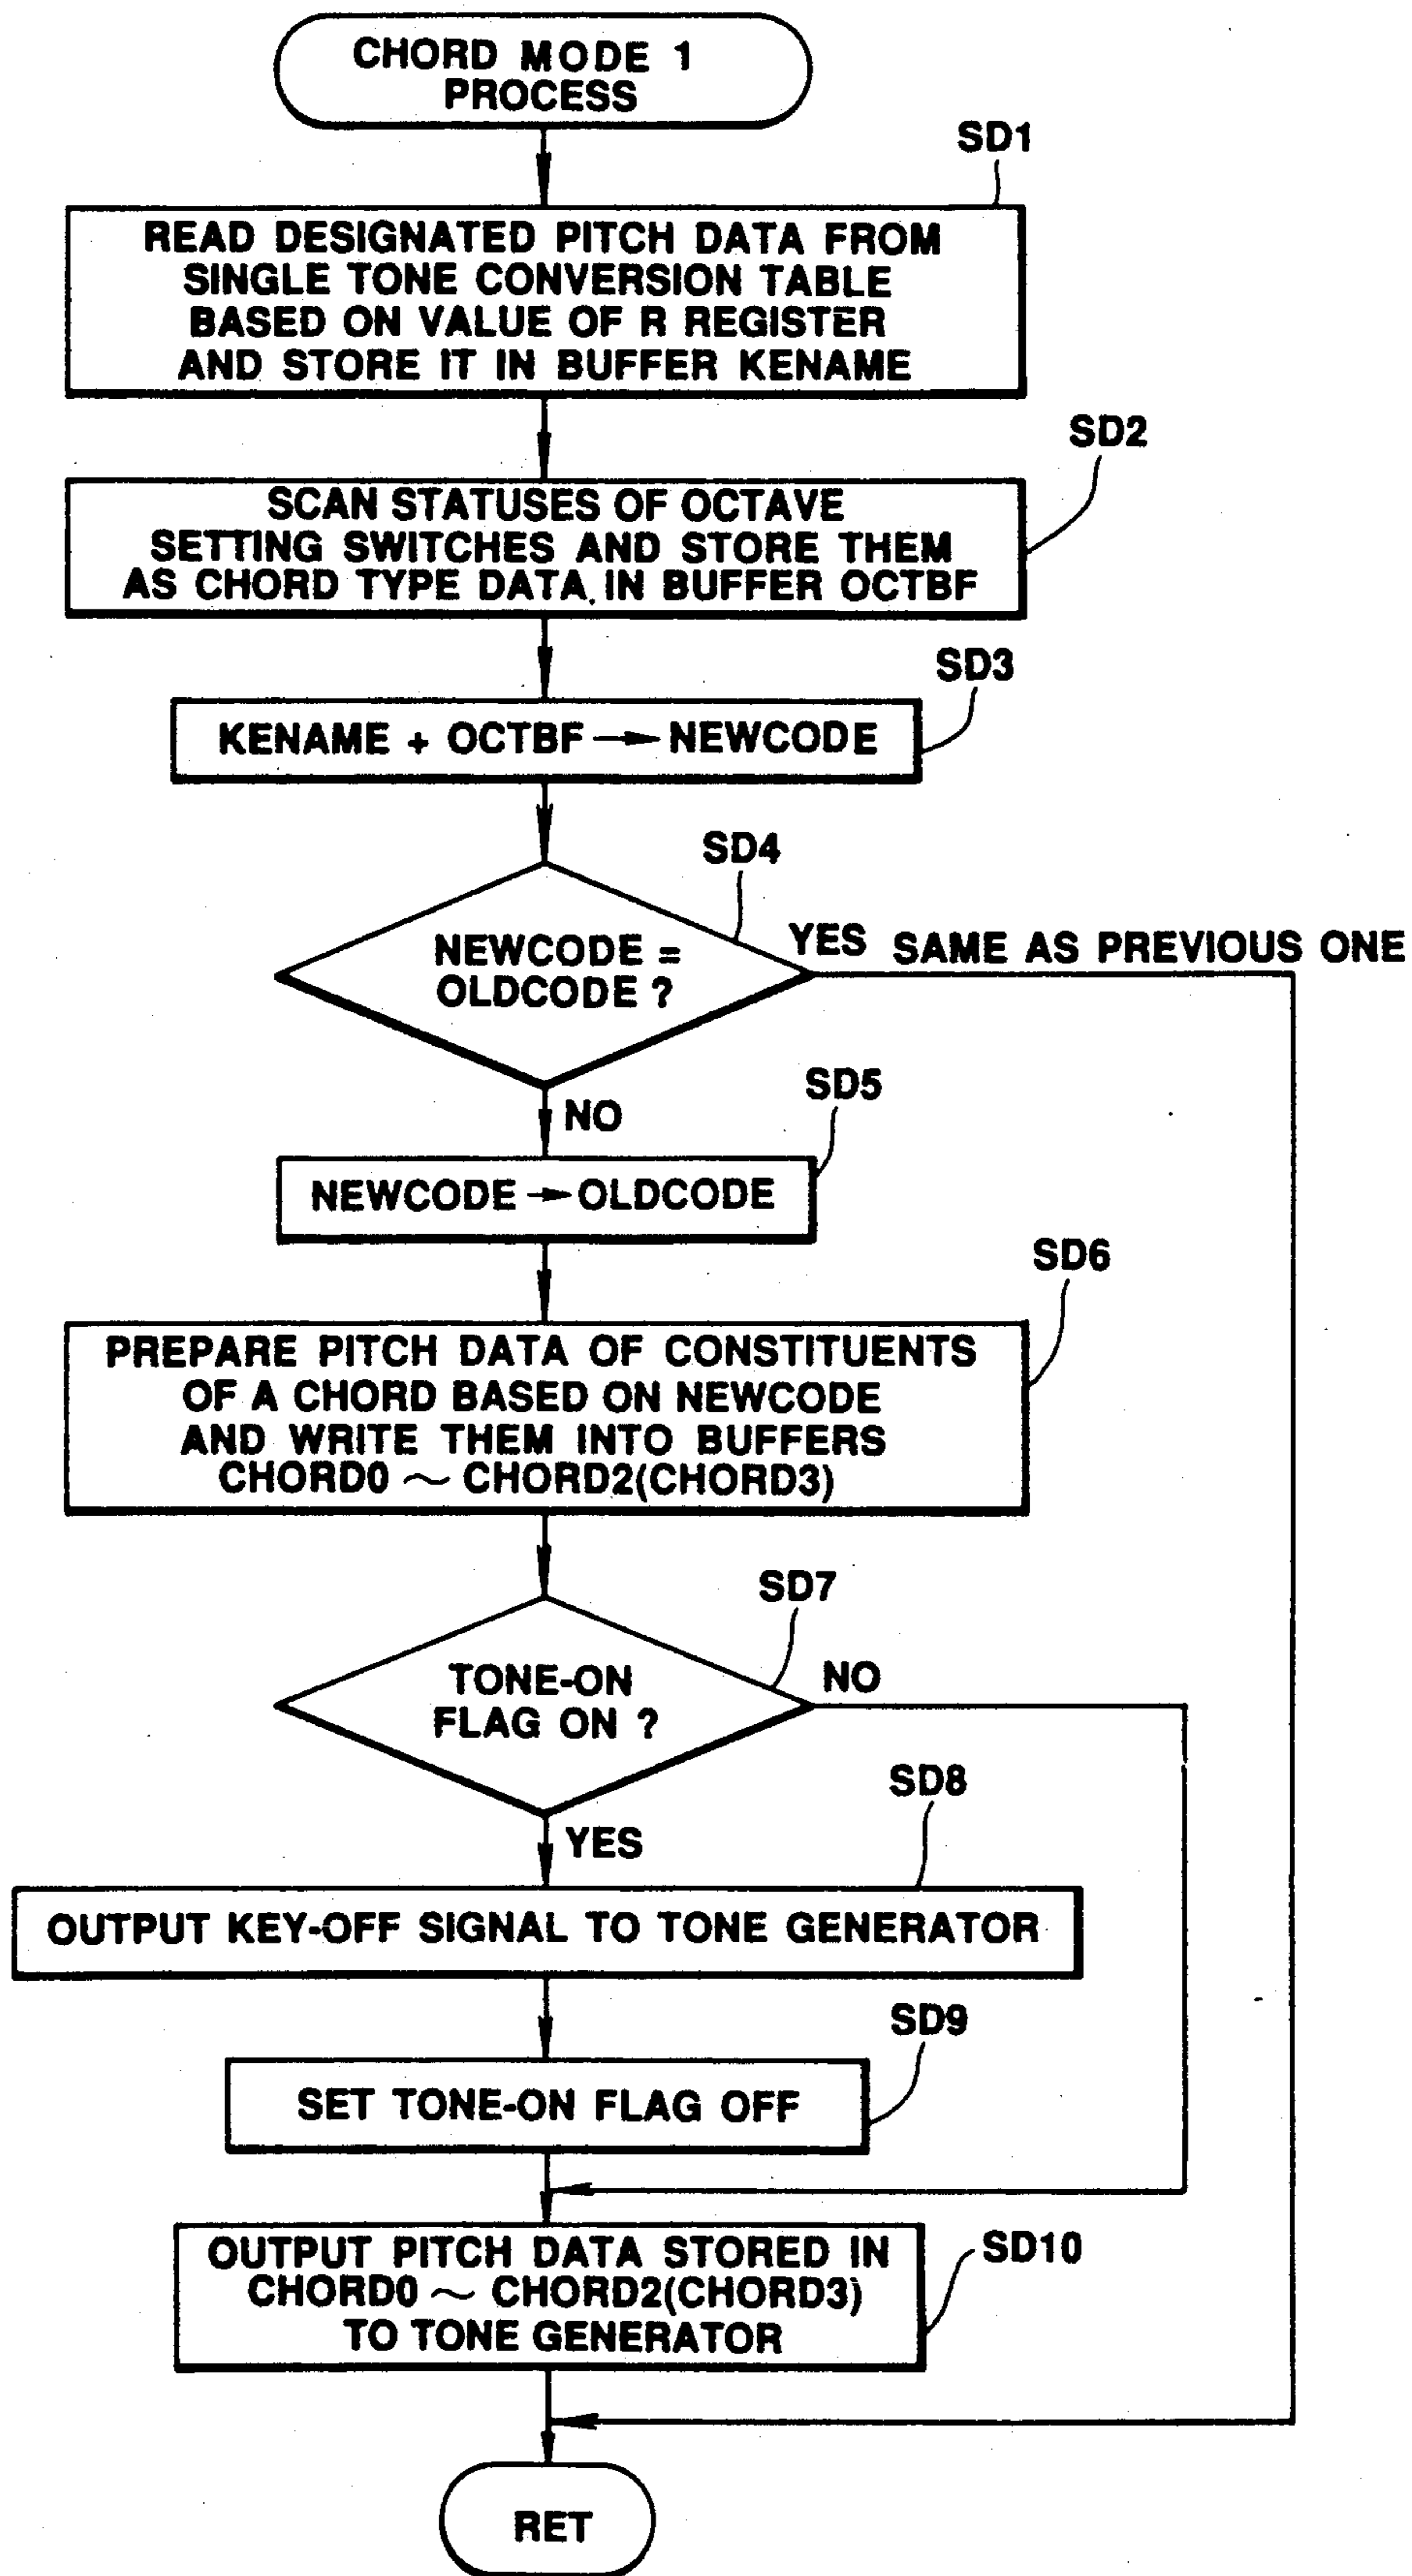 CHORD MODE 1
PROCESS
SD1
READ DESIGNATED PITCH DATA FROM
SINGLE TONE CONVERSION TABLE
BASED ON VALUE OF R REGISTER
AND STORE IT IN BUFFER KENAME
SD2
SCAN STATUSES OF OCTAVE
SETTING SWITCHES AND STORE THEM
AS CHORD TYPE DATA IN BUFFER OCTBF
SD3
KENAME + OCTBF → NEWCODE
SD4
NEWCODE =
OLDCODE ?
YES SAME AS PREVIOUS ONE
NO
SD5
NEWCODE → OLDCODE
SD6
PREPARE PITCH DATA OF CONSTITUENTS
OF A CHORD BASED ON NEWCODE
AND WRITE THEM INTO BUFFERS
CHORD0 ~ CHORD2(CHORD3)
SD7
TONE-ON
FLAG ON ?
NO
YES
SD8
OUTPUT KEY-OFF SIGNAL TO TONE GENERATOR
SD9
SET TONE-ON FLAG OFF
SD10
OUTPUT PITCH DATA STORED IN
CHORD0 ~ CHORD2(CHORD3)
TO TONE GENERATOR
RET